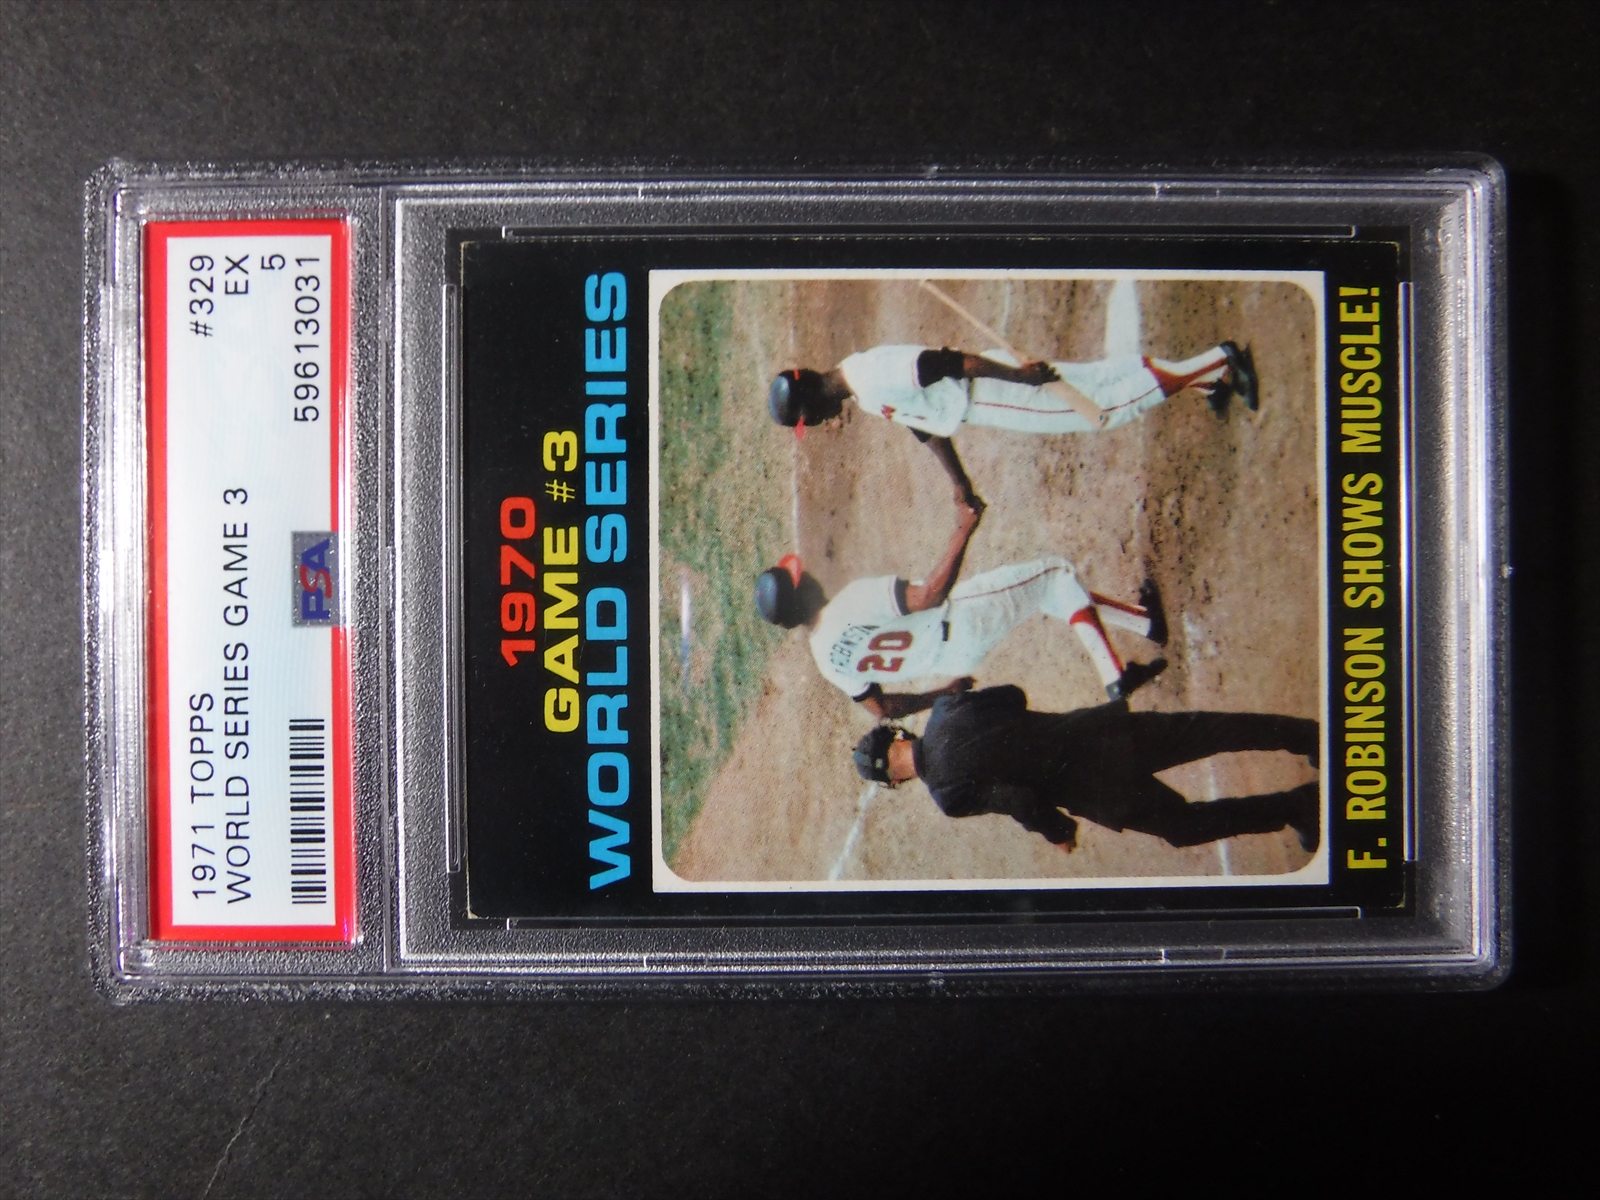 1971 TOPPS #329
WORLD SERIES GAME 3 EX
5
PSA 59613031
1970
GAME #3
WORLD SERIES
ROBINSON
20
F. ROBINSON SHOWS MUSCLE!